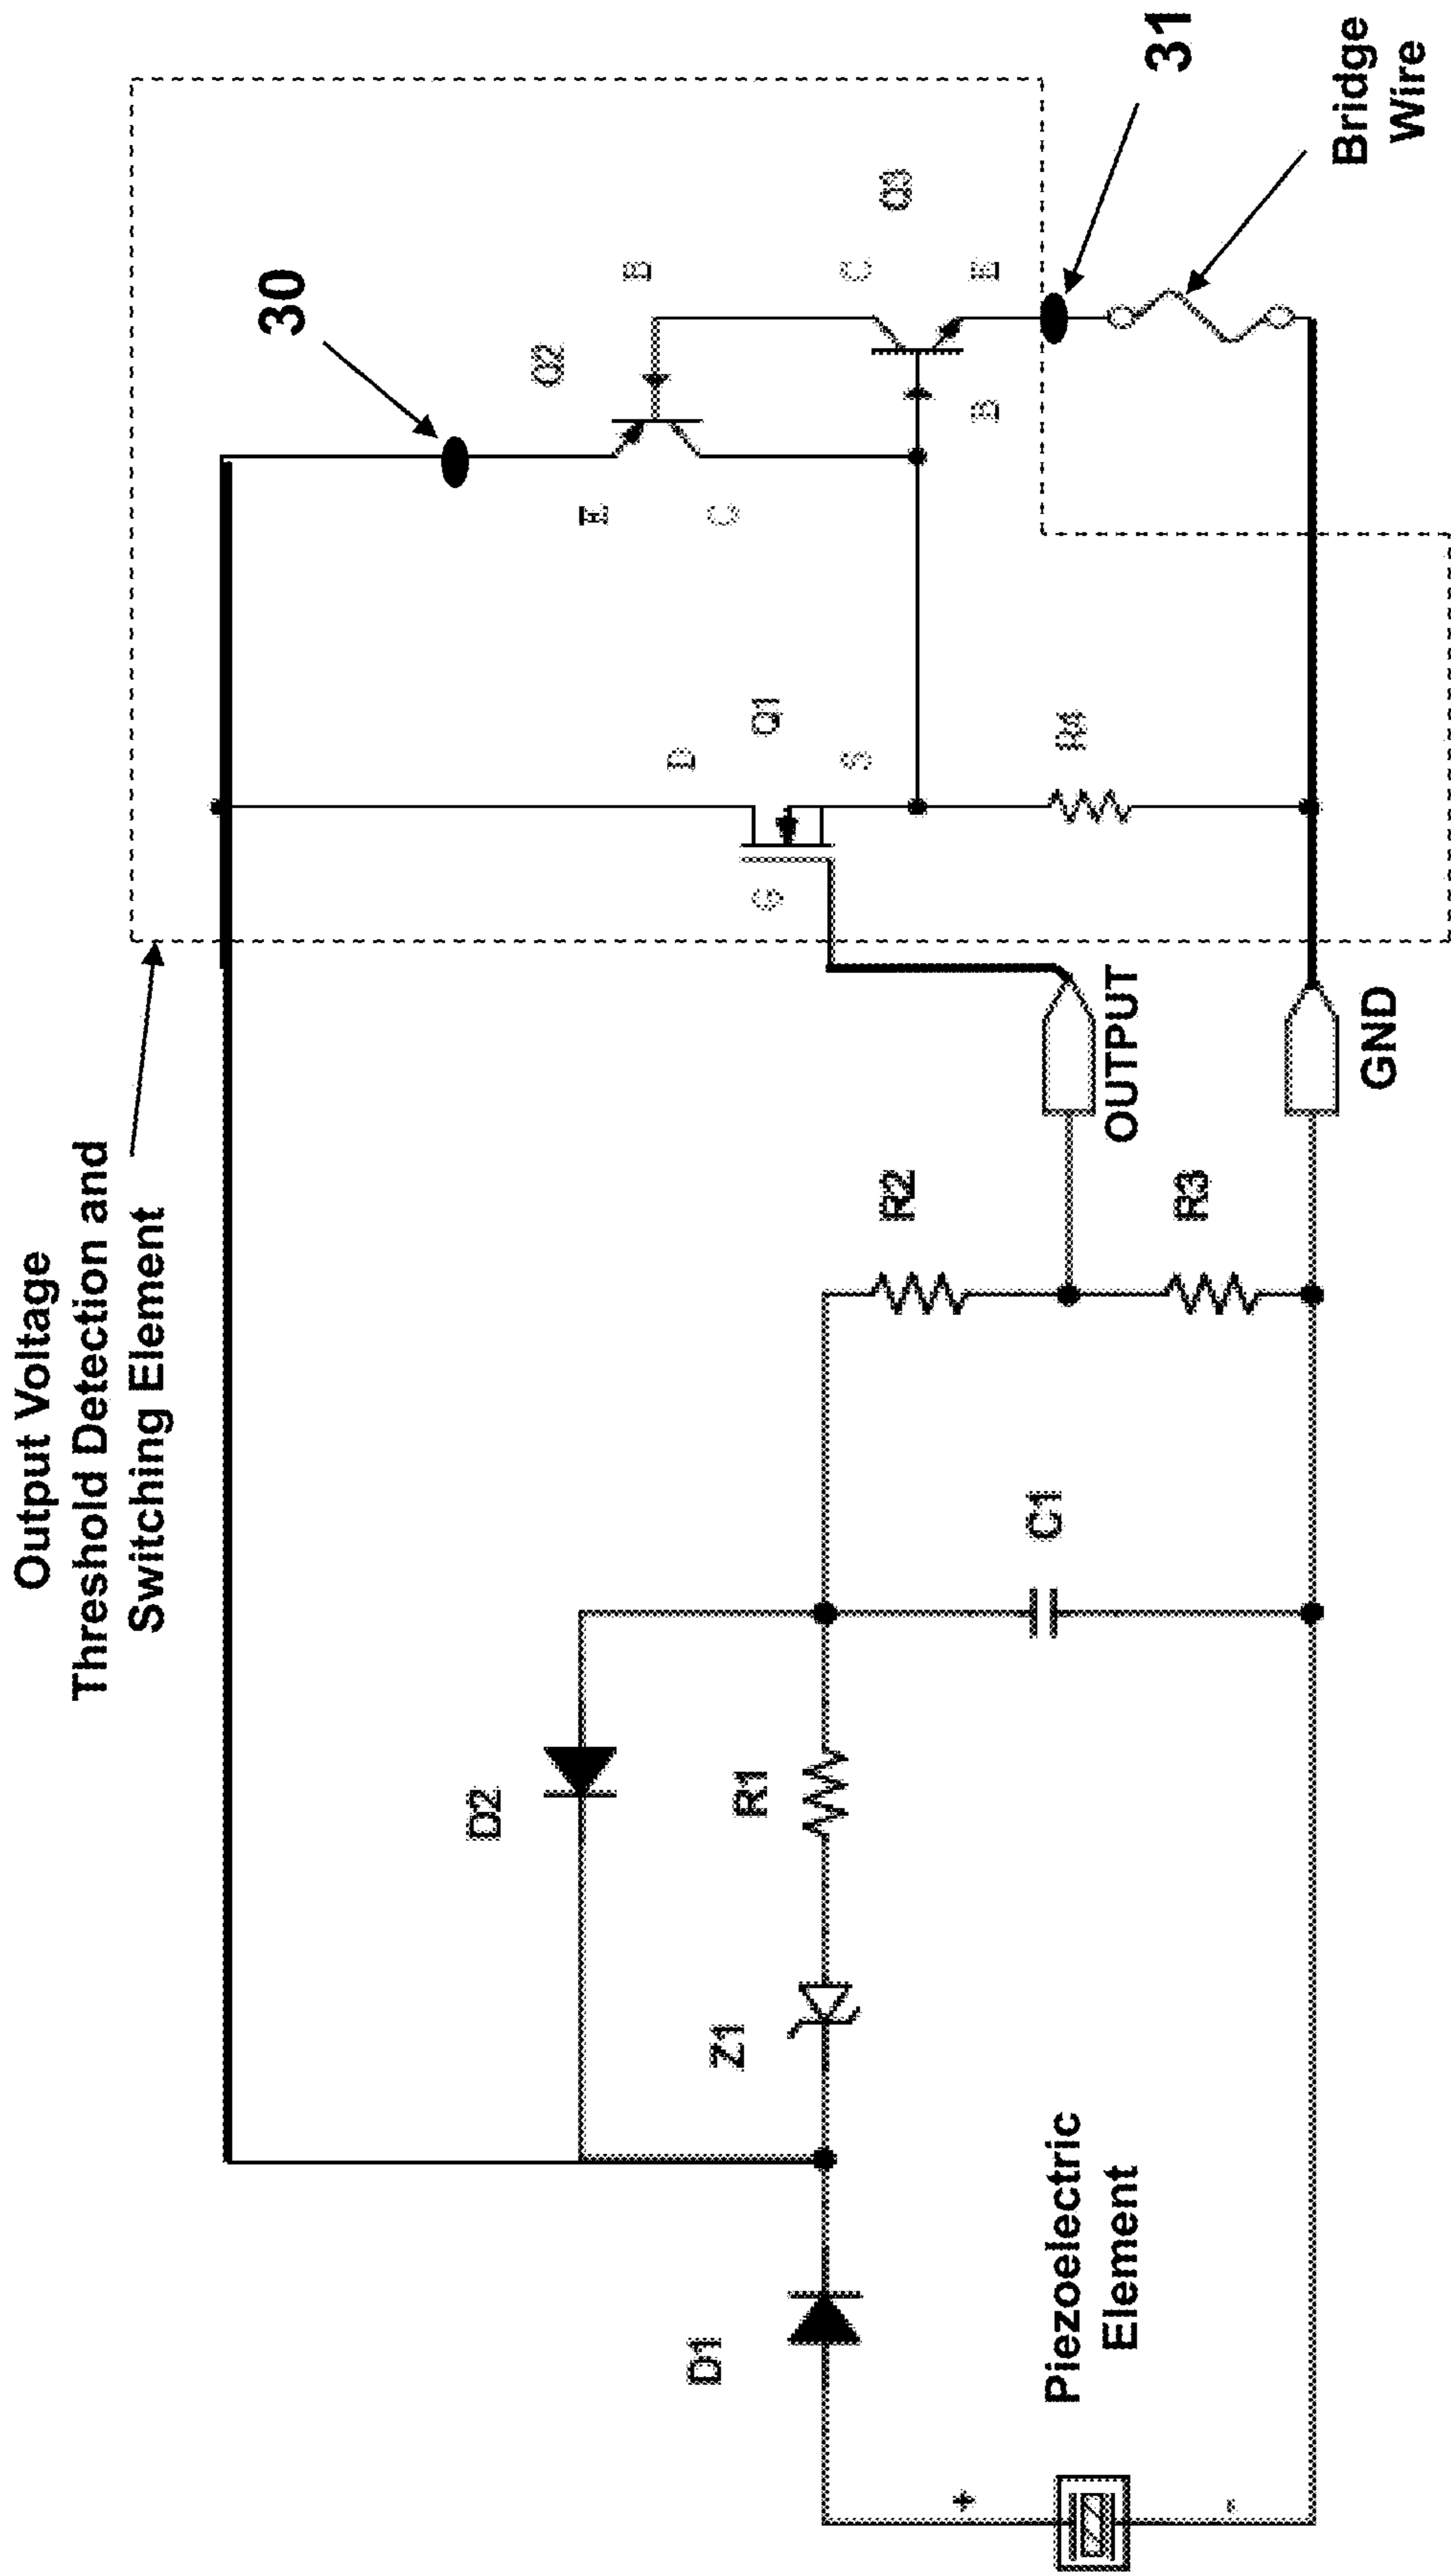 Output Voltage
Threshold Detection and
Switching Element
30
31
Bridge
Wire
Q2
E
C
B
Q3
C
E
B
D
Q1
S
G
R4
OUTPUT
GND
R2
R3
C1
D2
R1
Z1
D1
Piezoelectric
Element
+
-